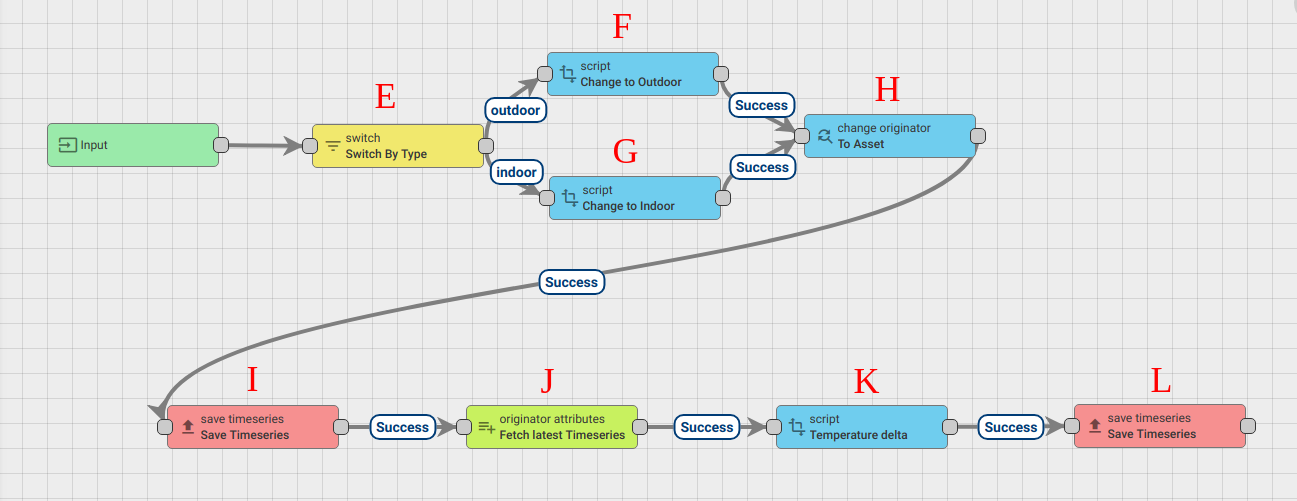 F
script
Change to Outdoor
E
outdoor
Success
H
Input
switch
Switch By Type
change originator
To Asset
G
indoor
Success
script
Change to Indoor
Success
I
J
K
L
save timeseries
Save Timeseries
Success
originator attributes
Fetch latest Timeseries
Success
script
Temperature delta
Success
save timeseries
Save Timeseries